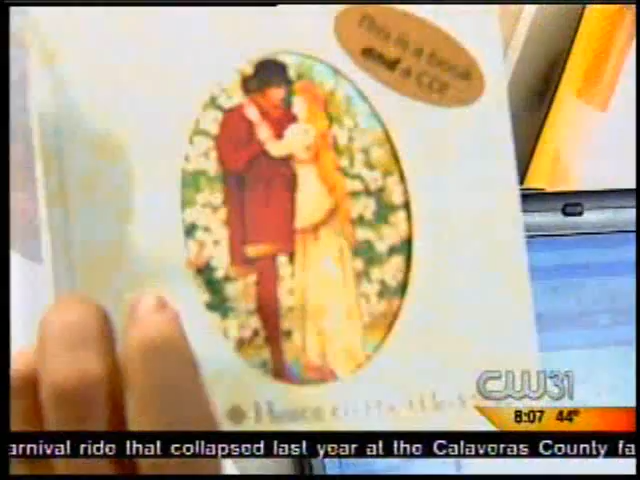 This is a book
and a CD!
CW31
8:07 44°
arnival ride that collapsed last year at the Calaveras County fa